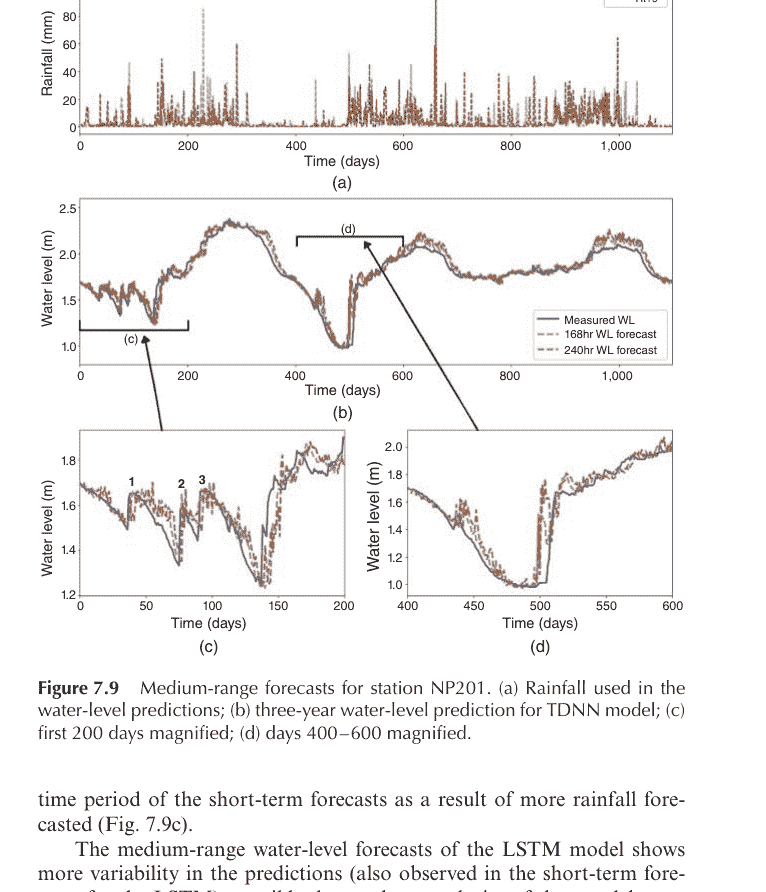 80
60
40
20
0
Rainfall (mm)
0 200 400 600 800 1,000
Time (days)
(a)
2.5
2.0
1.5
1.0
Water level (m)
(d)
(c)
Measured WL
168hr WL forecast
240hr WL forecast
0 200 400 600 800 1,000
Time (days)
(b)
1.8
1.6
1.4
1.2
Water level (m)
1 2 3
0 50 100 150 200
Time (days)
(c)
2.0
1.8
1.6
1.4
1.2
1.0
Water level (m)
400 450 500 550 600
Time (days)
(d)
Figure 7.9 Medium-range forecasts for station NP201. (a) Rainfall used in the
water-level predictions; (b) three-year water-level prediction for TDNN model; (c)
first 200 days magnified; (d) days 400–600 magnified.
time period of the short-term forecasts as a result of more rainfall fore-
casted (Fig. 7.9c).
The medium-range water-level forecasts of the LSTM model shows
more variability in the predictions (also observed in the short-term fore-